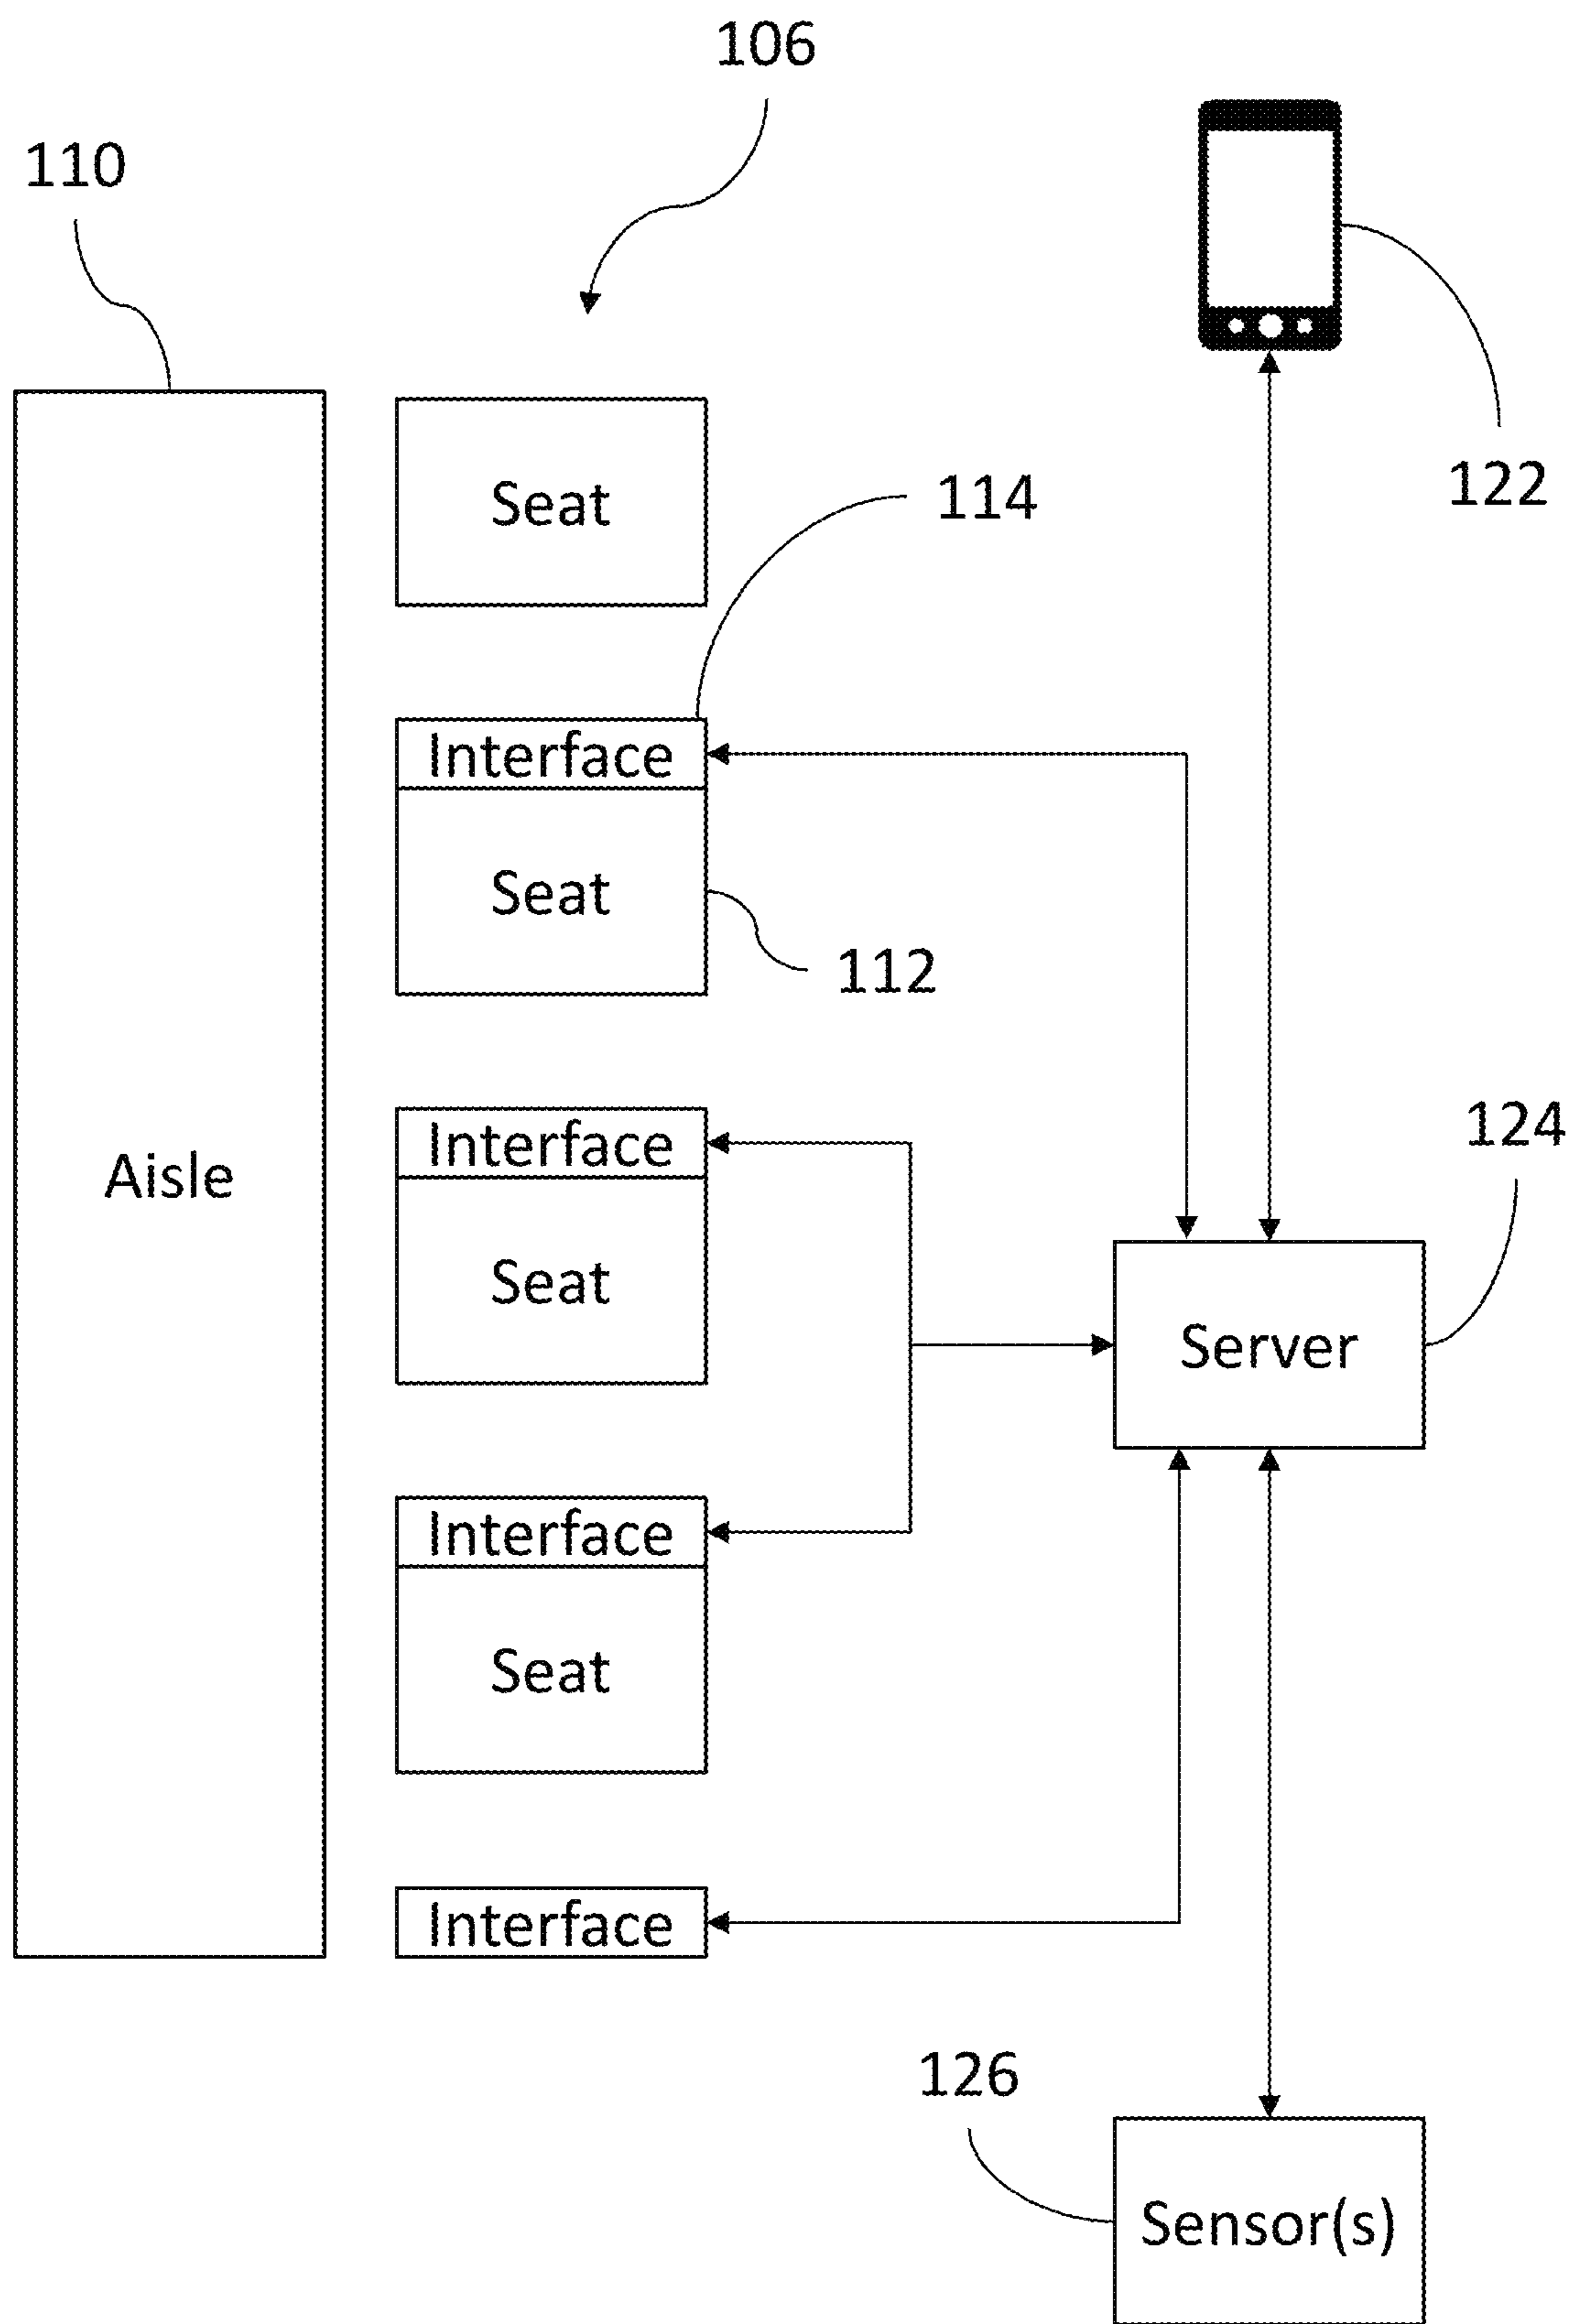 106
110
Seat
114
122
Interface
Seat
112
Interface
124
Aisle
Seat
Server
Interface
Seat
Interface
126
Sensor(s)